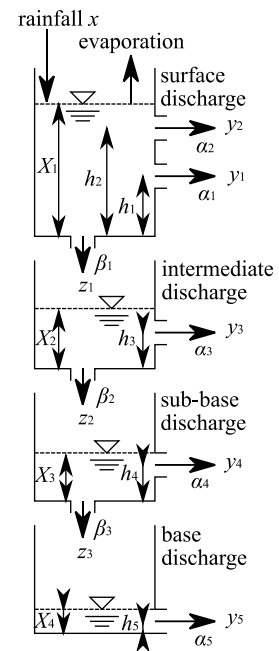 rainfall x
evaporation
surface
discharge
y₂
α₂
X₁
h₂
h₁
y₁
α₁
β₁
z₁
intermediate
discharge
X₂
h₃
y₃
α₃
β₂
z₂
sub-base
discharge
X₃
h₄
y₄
α₄
β₃
z₃
base
discharge
X₄
h₅
y₅
α₅